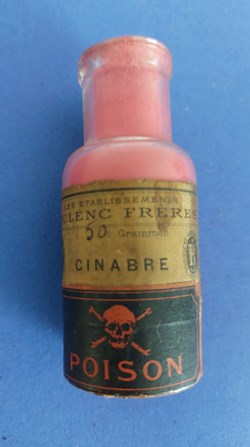 LES ETABLISSEMENTS
ULENC FRERES
50 Grammes
CINABRE
POISON